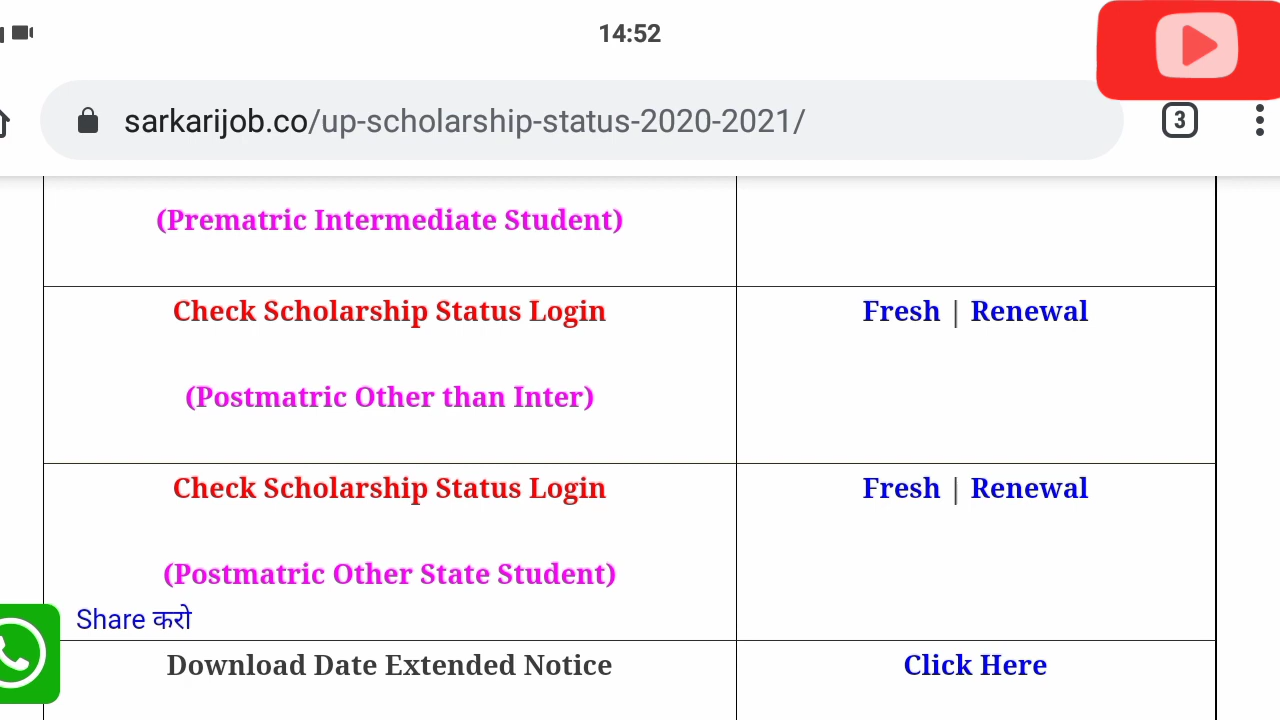 14:52
sarkarijob.co/up-scholarship-status-2020-2021/
3
(Prematric Intermediate Student)
Check Scholarship Status Login
Fresh | Renewal
(Postmatric Other than Inter)
Check Scholarship Status Login
Fresh | Renewal
(Postmatric Other State Student)
Share करो
Download Date Extended Notice
Click Here